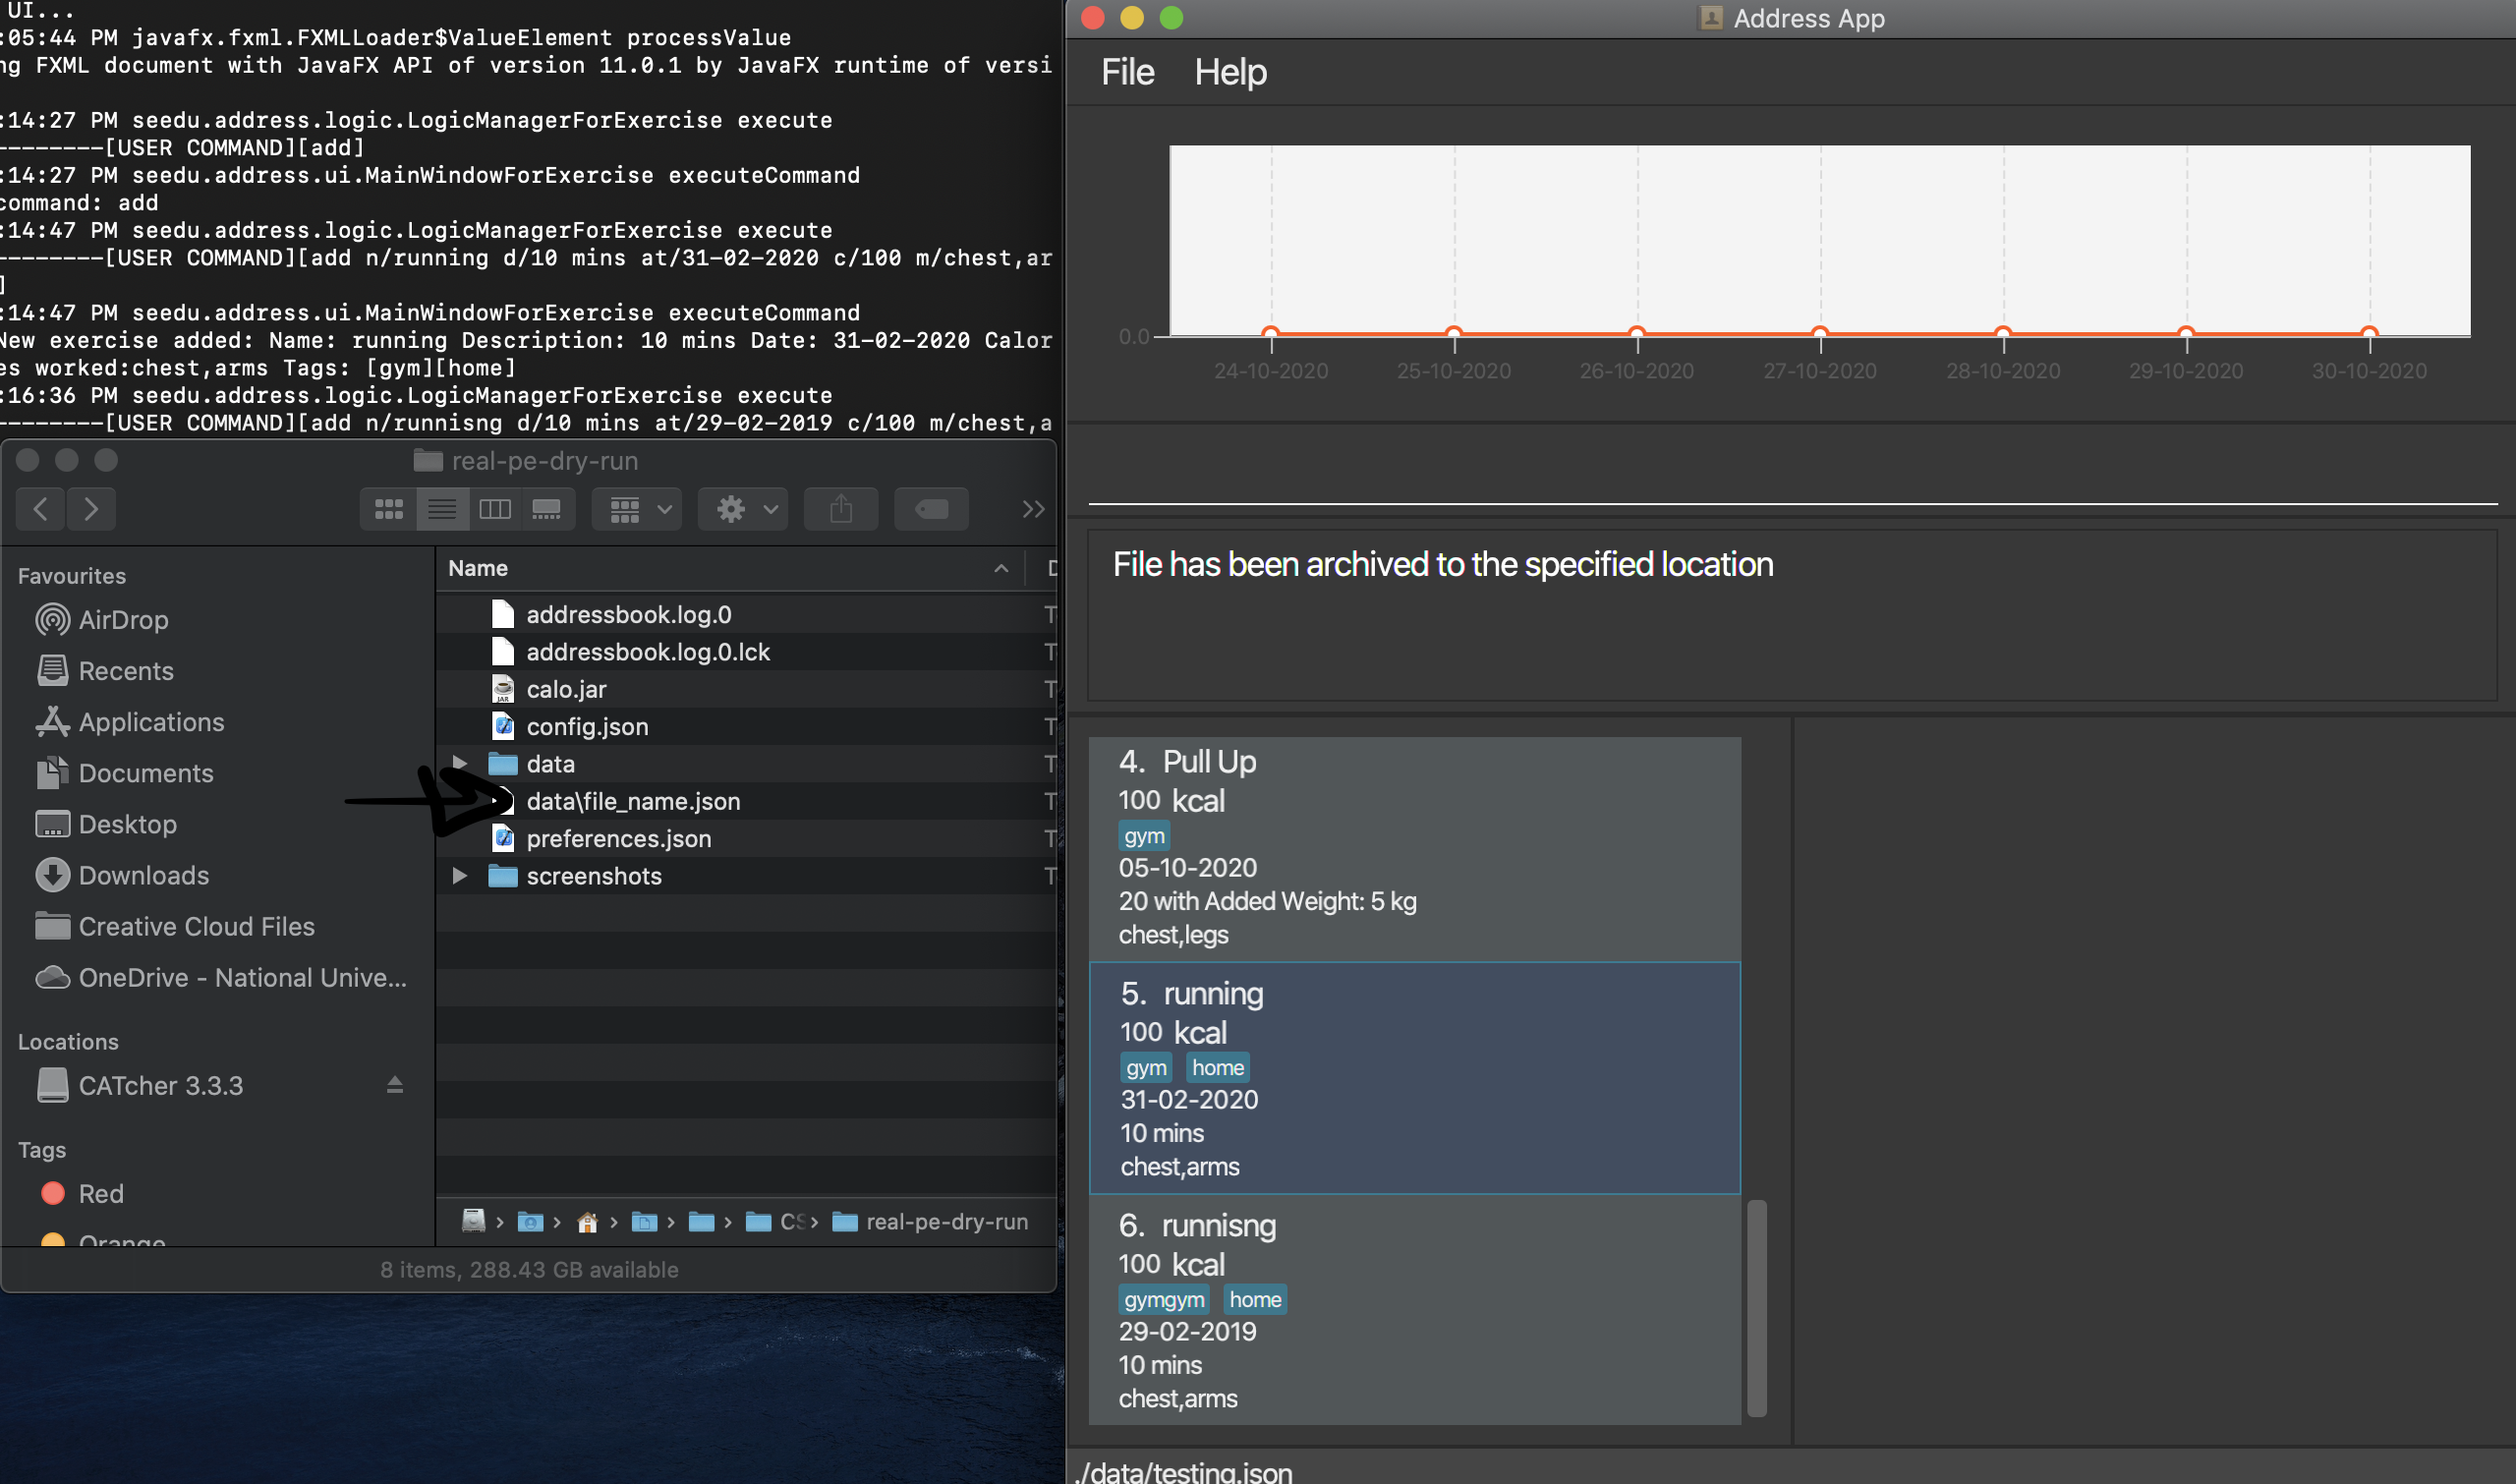 UI...
:05:44 PM javafx.fxml.FXMLLoader$ValueElement processValue
ng FXML document with JavaFX API of version 11.0.1 by JavaFX runtime of versi
:14:27 PM seedu.address.logic.LogicManagerForExercise execute
--------[USER COMMAND][add]
:14:27 PM seedu.address.ui.MainWindowForExercise executeCommand
command: add
:14:47 PM seedu.address.logic.LogicManagerForExercise execute
--------[USER COMMAND][add n/running d/10 mins at/31-02-2020 c/100 m/chest,ar
]
:14:47 PM seedu.address.ui.MainWindowForExercise executeCommand
New exercise added: Name: running Description: 10 mins Date: 31-02-2020 Calor
es worked:chest,arms Tags: [gym][home]
:16:36 PM seedu.address.logic.LogicManagerForExercise execute
--------[USER COMMAND][add n/runnisng d/10 mins at/29-02-2019 c/100 m/chest,a
real-pe-dry-run
Favourites
AirDrop
Recents
Applications
Documents
Desktop
Downloads
Creative Cloud Files
OneDrive - National Unive...
Locations
CATcher 3.3.3
Tags
Red
Orange
Name
D
addressbook.log.0 T
addressbook.log.0.lck T
calo.jar T
config.json T
data T
data\file_name.json T
preferences.json T
screenshots T
CS
real-pe-dry-run
8 items, 288.43 GB available
Address App
File Help
0.0
24-10-2020 25-10-2020 26-10-2020 27-10-2020 28-10-2020 29-10-2020 30-10-2020
File has been archived to the specified location
4. Pull Up
100 kcal
gym
05-10-2020
20 with Added Weight: 5 kg
chest,legs
5. running
100 kcal
gym home
31-02-2020
10 mins
chest,arms
6. runnisng
100 kcal
gymgym home
29-02-2019
10 mins
chest,arms
./data/testing.json